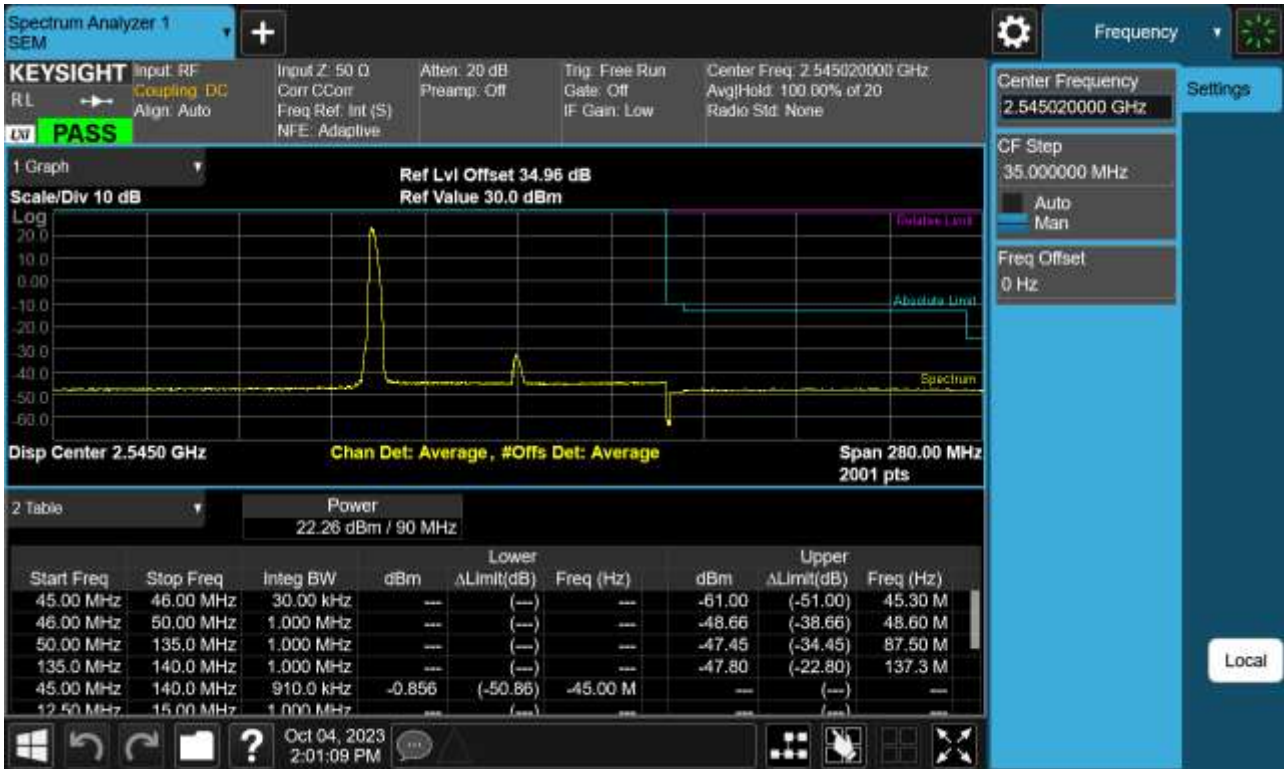 Spectrum Analyzer 1
SEM
+
Frequency
KEYSIGHT
RL
LXI
PASS
Input: RF
Coupling: DC
Align: Auto
Input Z: 50 Ω
Corr CCorr
Freq Ref: Int (S)
NFE: Adaptive
Atten: 20 dB
Preamp: Off
Trig: Free Run
Gate: Off
IF Gain: Low
Center Freq: 2.545020000 GHz
Avg|Hold: 100.00% of 20
Radio Std: None
Center Frequency
2.545020000 GHz
Settings
CF Step
35.000000 MHz
Auto
Man
Freq Offset
0 Hz
Local
1 Graph
Scale/Div 10 dB
Ref Lvl Offset 34.96 dB
Ref Value 30.0 dBm
Log
20.0
10.0
0.00
-10.0
-20.0
-30.0
-40.0
-50.0
-60.0
Relative Limit
Absolute Limit
Spectrum
Disp Center 2.5450 GHz
Chan Det: Average, #Offs Det: Average
Span 280.00 MHz
2001 pts
2 Table
Power
22.26 dBm / 90 MHz
Lower Upper
Start Freq Stop Freq Integ BW dBm ΔLimit(dB) Freq (Hz) dBm ΔLimit(dB) Freq (Hz)
45.00 MHz 46.00 MHz 30.00 kHz --- (---) --- -61.00 (-51.00) 45.30 M
46.00 MHz 50.00 MHz 1.000 MHz --- (---) --- -48.66 (-38.66) 48.60 M
50.00 MHz 135.0 MHz 1.000 MHz --- (---) --- -47.45 (-34.45) 87.50 M
135.0 MHz 140.0 MHz 1.000 MHz --- (---) --- -47.80 (-22.80) 137.3 M
45.00 MHz 140.0 MHz 910.0 kHz -0.856 (-50.86) -45.00 M --- (---) ---
12.50 MHz 15.00 MHz 1.000 MHz --- (---) --- --- (---) ---
?
Oct 04, 2023
2:01:09 PM